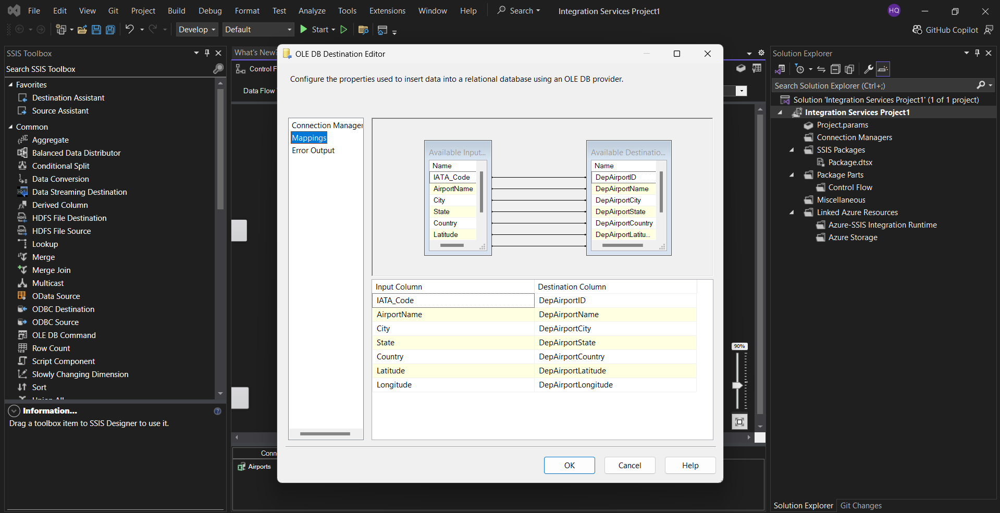 File Edit View Git Project Build Debug Format Test Analyze Tools Extensions Window Help Search Integration Services Project1 HQ
Develop Default Start GitHub Copilot
SSIS Toolbox
Search SSIS Toolbox
Favorites
Destination Assistant
Source Assistant
Common
Aggregate
Balanced Data Distributor
Conditional Split
Data Conversion
Data Streaming Destination
Derived Column
HDFS File Destination
HDFS File Source
Lookup
Merge
Merge Join
Multicast
OData Source
ODBC Destination
ODBC Source
OLE DB Command
Row Count
Script Component
Slowly Changing Dimension
Sort
Union All
Information...
Drag a toolbox item to SSIS Designer to use it.
What's New?
Control F
Data Flow
90%
Conn
Airports
OLE DB Destination Editor
Configure the properties used to insert data into a relational database using an OLE DB provider.
Connection Manager
Mappings
Error Output
Available Input...
Name
IATA_Code
AirportName
City
State
Country
Latitude
Available Destinatio...
Name
DepAirportID
DepAirportName
DepAirportCity
DepAirportState
DepAirportCountry
DepAirportLatitu...
Input Column Destination Column
IATA_Code DepAirportID
AirportName DepAirportName
City DepAirportCity
State DepAirportState
Country DepAirportCountry
Latitude DepAirportLatitude
Longitude DepAirportLongitude
OK Cancel Help
Solution Explorer
Search Solution Explorer (Ctrl+;)
Solution 'Integration Services Project1' (1 of 1 project)
Integration Services Project1
Project.params
Connection Managers
SSIS Packages
Package.dtsx
Package Parts
Control Flow
Miscellaneous
Linked Azure Resources
Azure-SSIS Integration Runtime
Azure Storage
Solution Explorer Git Changes